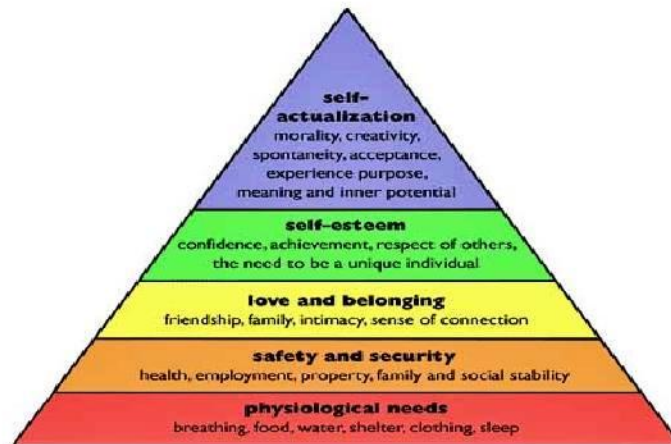 self-
actualization
morality, creativity,
spontaneity, acceptance,
experience purpose,
meaning and inner potential
self-esteem
confidence, achievement, respect of others,
the need to be a unique individual
love and belonging
friendship, family, intimacy, sense of connection
safety and security
health, employment, property, family and social stability
physiological needs
breathing, food, water, shelter, clothing, sleep